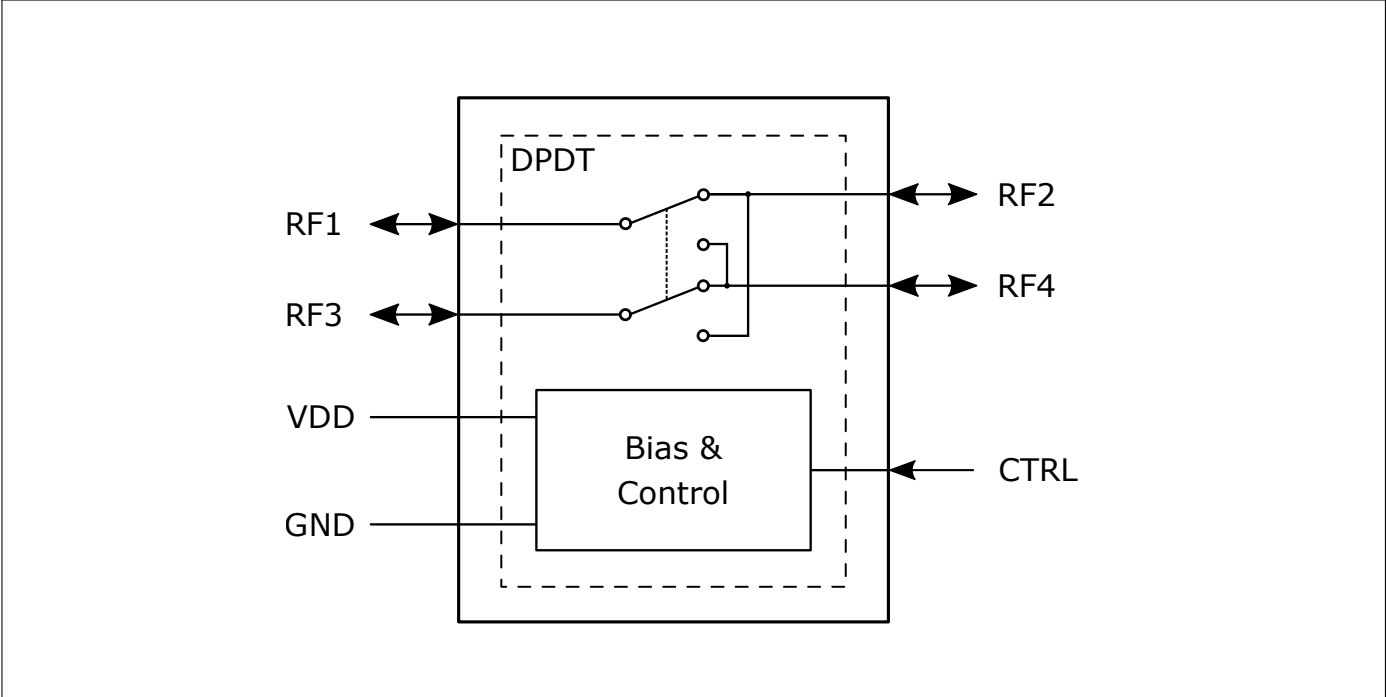 DPDT
RF1
RF2
RF3
RF4
VDD
Bias &
Control
CTRL
GND